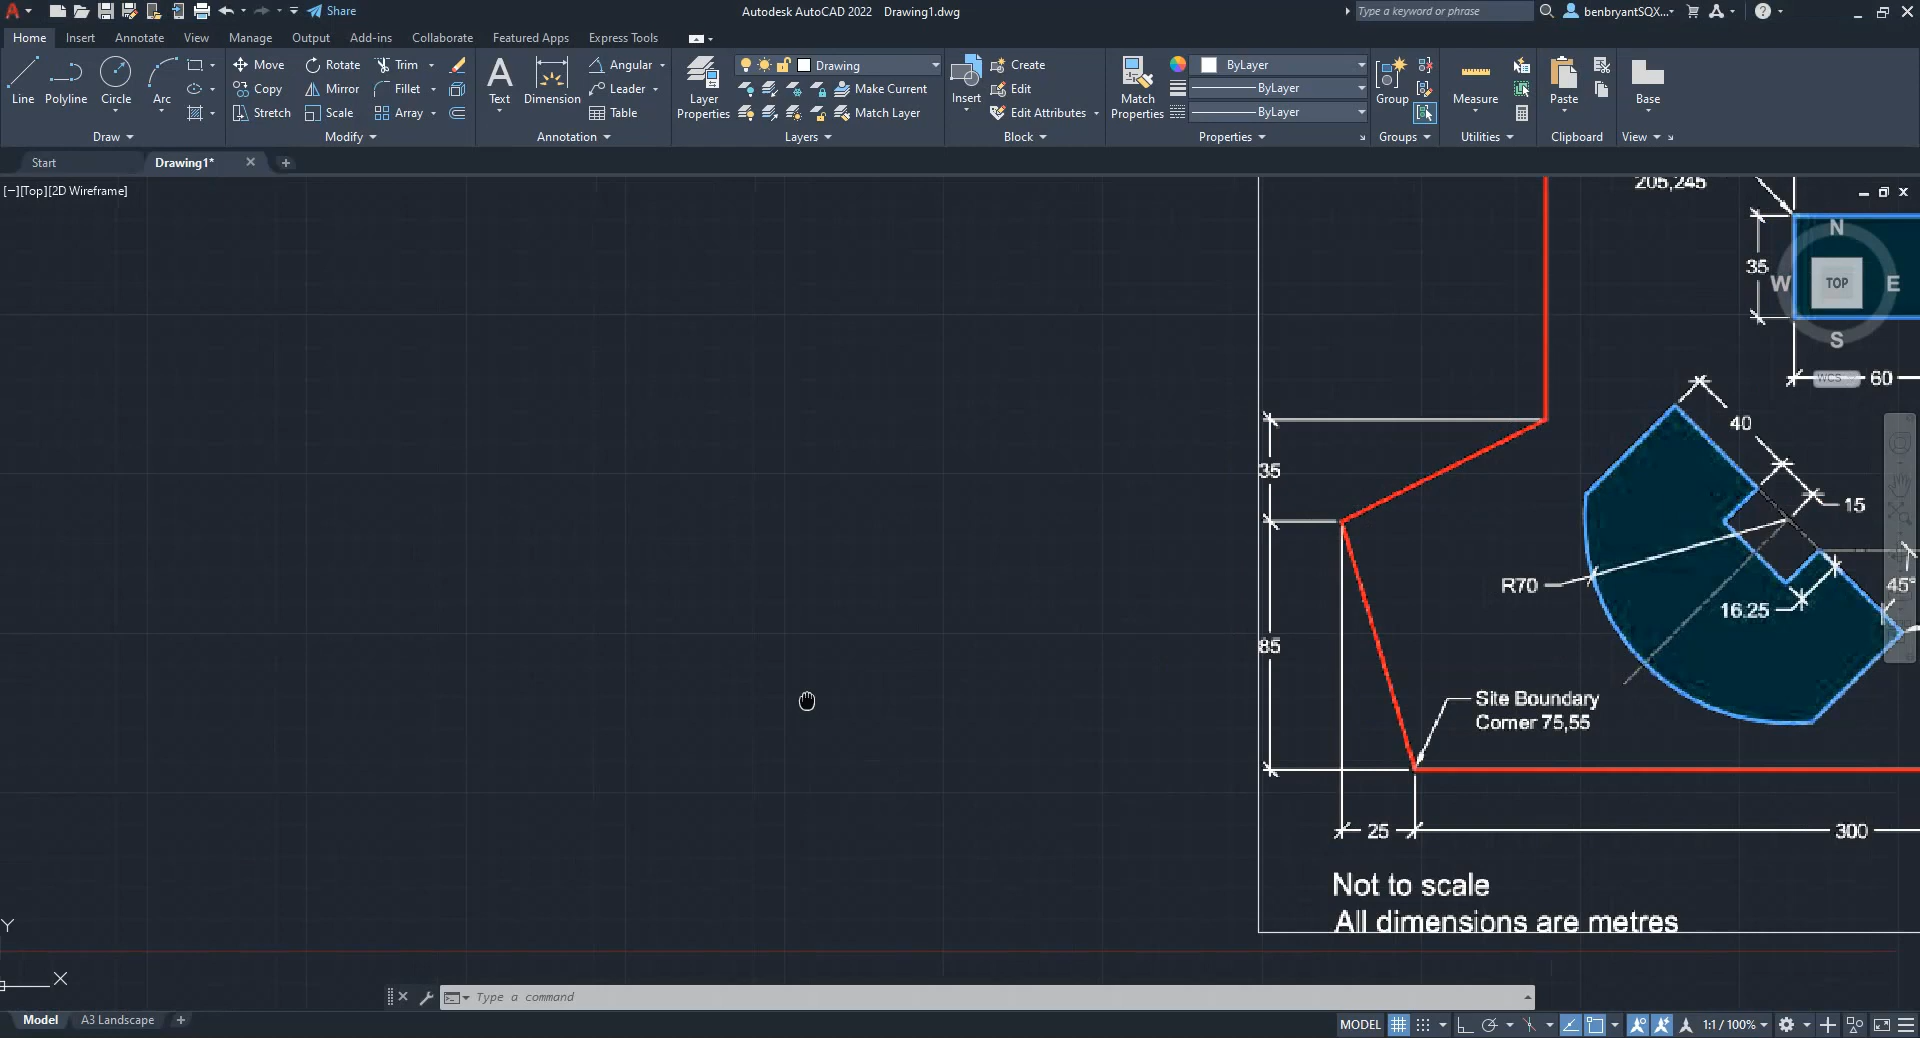 Share
Autodesk AutoCAD 2022 Drawing1.dwg
Type a keyword or phrase
benbryantSQX...
Home Insert Annotate View Manage Output Add-ins Collaborate Featured Apps Express Tools
Line
Polyline
Circle
Arc
Draw
Move Rotate Trim
Copy Mirror Fillet
Stretch Scale Array
Modify
Text
Dimension
Angular
Leader
Table
Annotation
Layer
Properties
Drawing
Make Current
Match Layer
Layers
Insert
Create
Edit
Edit Attributes
Block
Match
Properties
ByLayer
ByLayer
ByLayer
Properties
Group
Groups
Measure
Utilities
Paste
Clipboard
Base
View
Start Drawing1*
[−][Top][2D Wireframe]
205,245
N
W TOP E
S
WCS
35
60
40
15
R70
16.25
45°
35
85
Site Boundary
Corner 75,55
25
300
Not to scale
All dimensions are metres
Y
X
Type a command
Model A3 Landscape
MODEL
1:1 / 100%